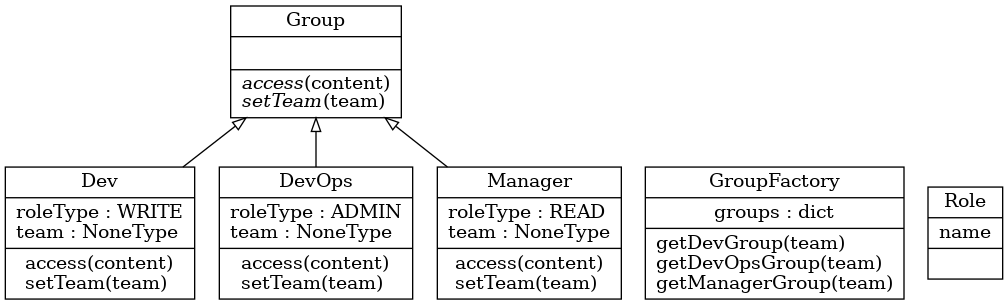 Group
access(content)
setTeam(team)
Dev
roleType : WRITE
team : NoneType
access(content)
setTeam(team)
DevOps
roleType : ADMIN
team : NoneType
access(content)
setTeam(team)
Manager
roleType : READ
team : NoneType
access(content)
setTeam(team)
GroupFactory
groups : dict
getDevGroup(team)
getDevOpsGroup(team)
getManagerGroup(team)
Role
name